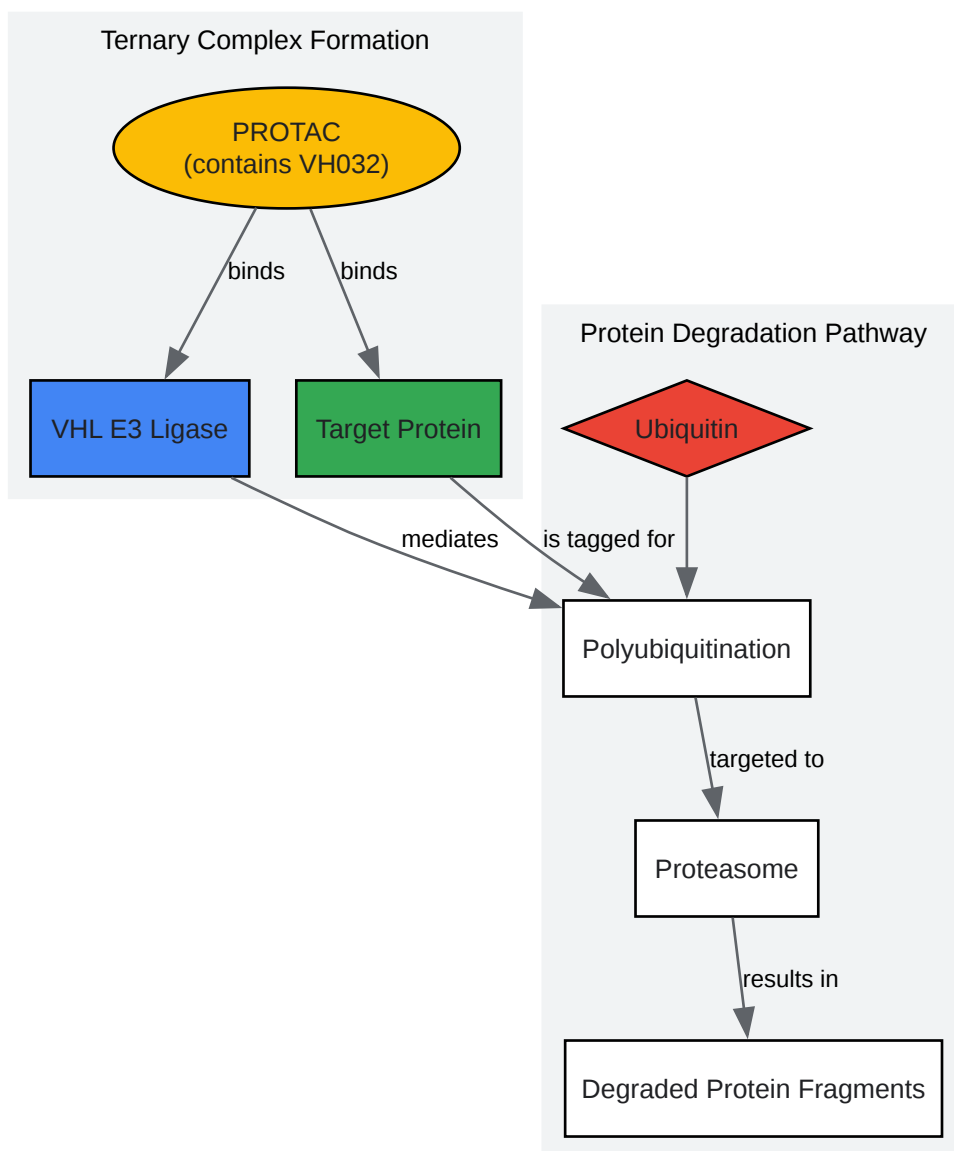 Ternary Complex Formation
PROTAC
(contains VH032)
binds
binds
VHL E3 Ligase
Target Protein
Protein Degradation Pathway
Ubiquitin
mediates
is tagged for
Polyubiquitination
targeted to
Proteasome
results in
Degraded Protein Fragments